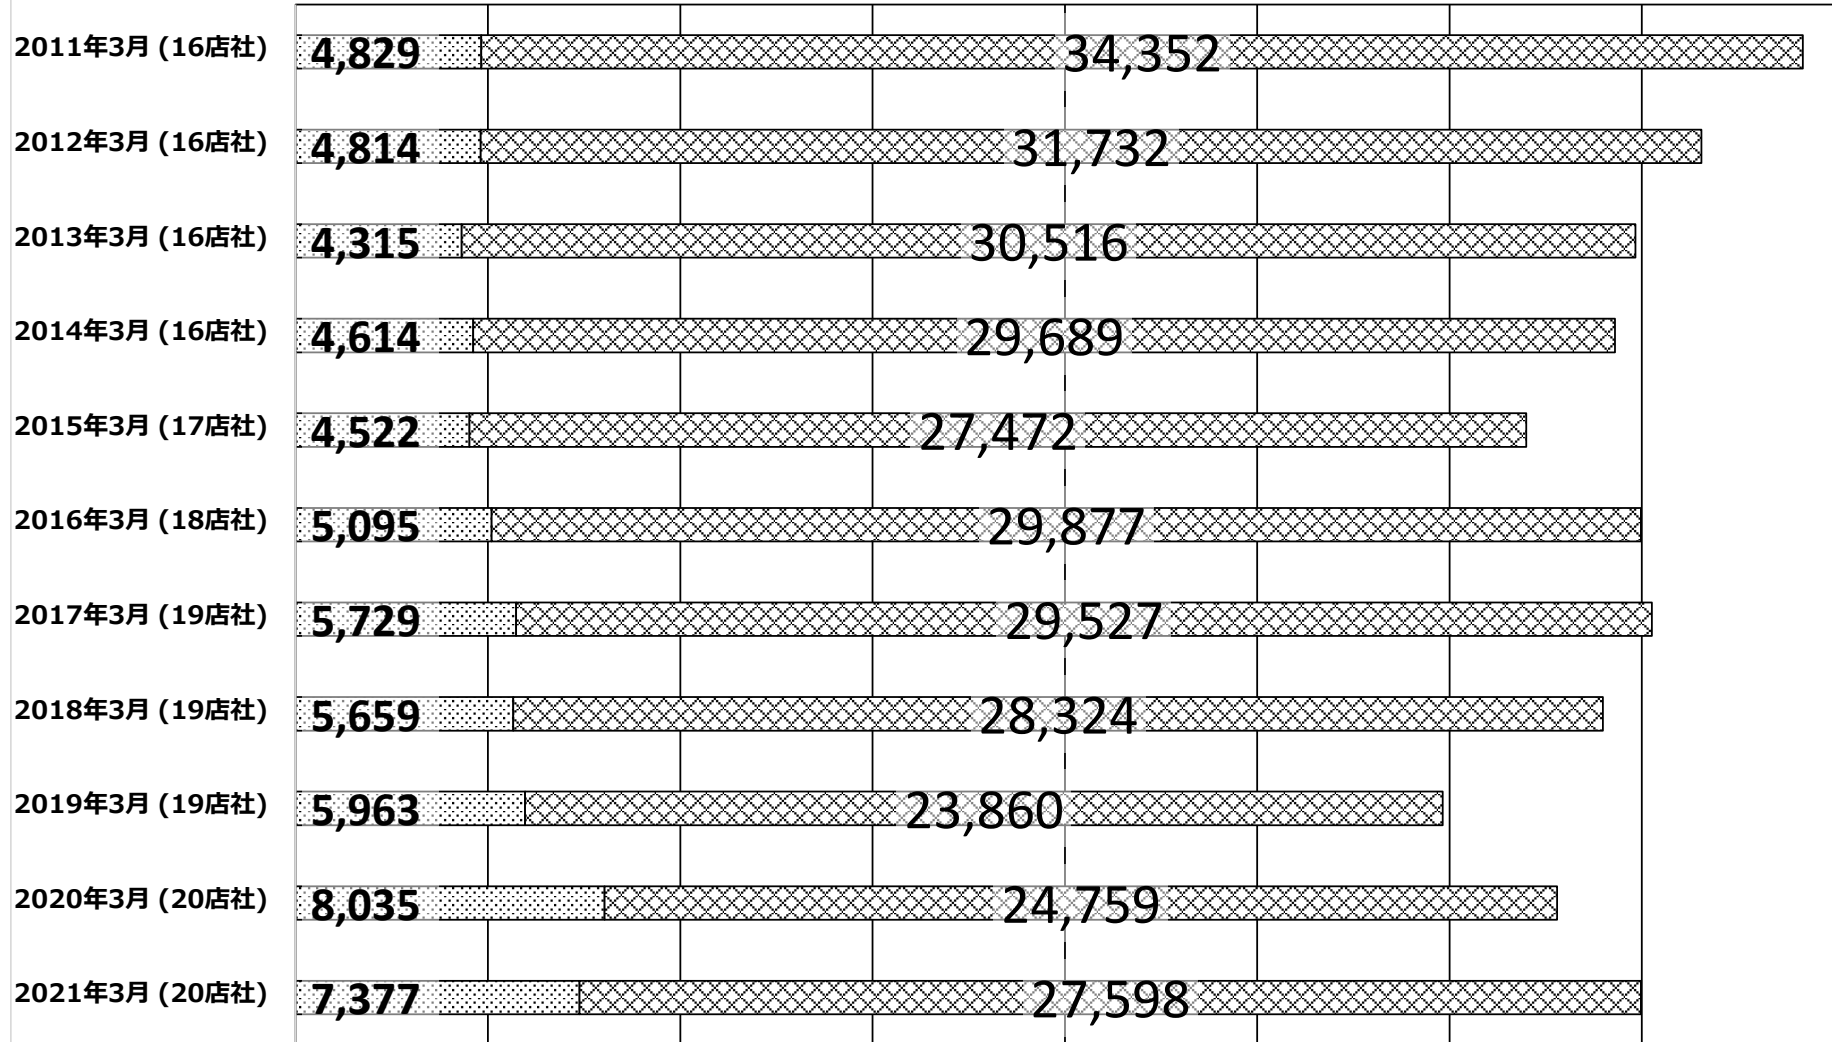 2011年3月 (16店社) 4,829 34,352
2012年3月 (16店社) 4,814 31,732
2013年3月 (16店社) 4,315 30,516
2014年3月 (16店社) 4,614 29,689
2015年3月 (17店社) 4,522 27,472
2016年3月 (18店社) 5,095 29,877
2017年3月 (19店社) 5,729 29,527
2018年3月 (19店社) 5,659 28,324
2019年3月 (19店社) 5,963 23,860
2020年3月 (20店社) 8,035 24,759
2021年3月 (20店社) 7,377 27,598